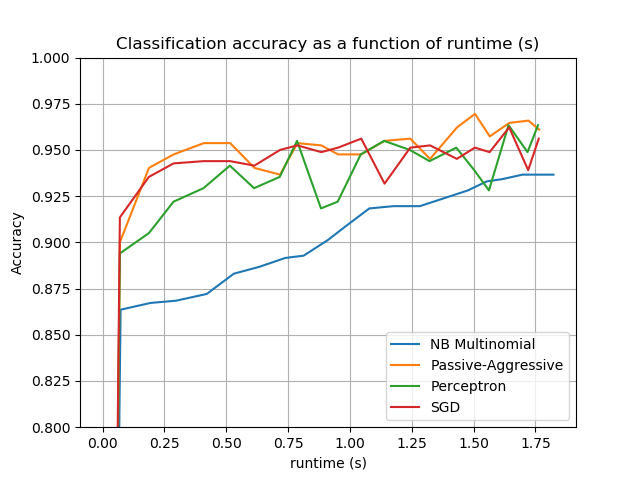 Classification accuracy as a function of runtime (s)
1.000
0.975
0.950
0.925
0.900
0.875
0.850
0.825
0.800
Accuracy
0.00 0.25 0.50 0.75 1.00 1.25 1.50 1.75
runtime (s)
NB Multinomial
Passive-Aggressive
Perceptron
SGD